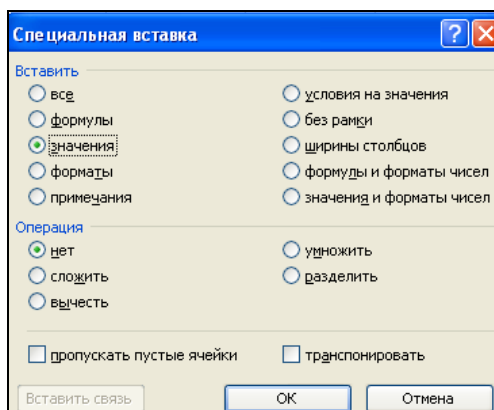 Специальная вставка
Вставить
все
условия на значения
формулы
без рамки
значения
ширины столбцов
форматы
формулы и форматы чисел
примечания
значения и форматы чисел
Операция
нет
умножить
сложить
разделить
вычесть
пропускать пустые ячейки
транспонировать
Вставить связь
ОК
Отмена